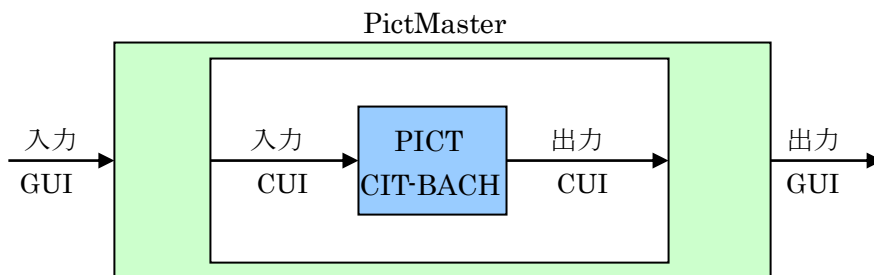 PictMaster
入力
GUI
入力
CUI
PICT
CIT-BACH
出力
CUI
出力
GUI